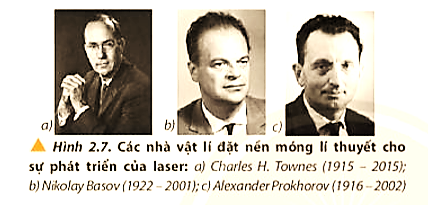 a) b) c)
▲ Hình 2.7. Các nhà vật lí đặt nền móng lí thuyết cho
sự phát triển của laser: a) Charles H. Townes (1915 – 2015);
b) Nikolay Basov (1922 – 2001); c) Alexander Prokhorov (1916 – 2002)